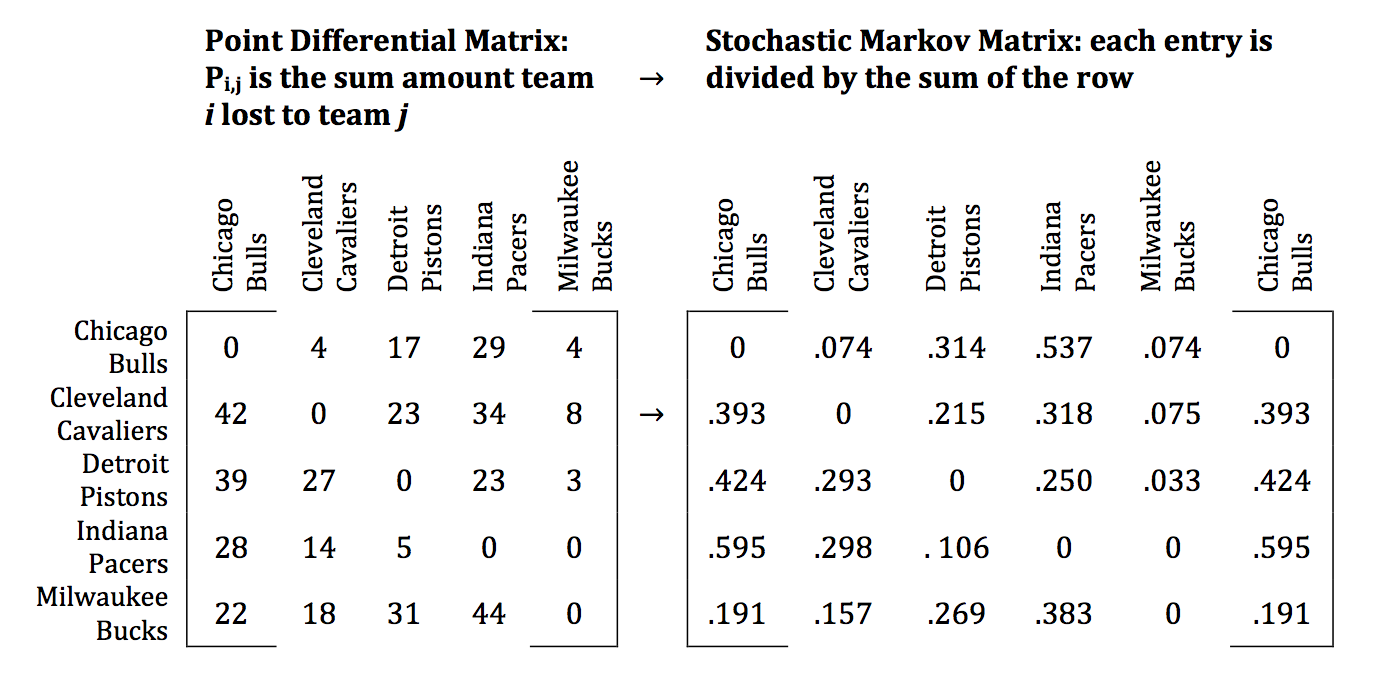 Point Differential Matrix:
P i,j is the sum amount team
i lost to team j
→
Stochastic Markov Matrix: each entry is
divided by the sum of the row
Chicago
Bulls
Cleveland
Cavaliers
Detroit
Pistons
Indiana
Pacers
Milwaukee
Bucks
Chicago
Bulls
Cleveland
Cavaliers
Detroit
Pistons
Indiana
Pacers
Milwaukee
Bucks
Chicago
Bulls
Chicago
Bulls
0 4 17 29 4
0 .074 .314 .537 .074 0
Cleveland
Cavaliers
42 0 23 34 8
→
.393 0 .215 .318 .075 .393
Detroit
Pistons
39 27 0 23 3
.424 .293 0 .250 .033 .424
Indiana
Pacers
28 14 5 0 0
.595 .298 . 106 0 0 .595
Milwaukee
Bucks
22 18 31 44 0
.191 .157 .269 .383 0 .191